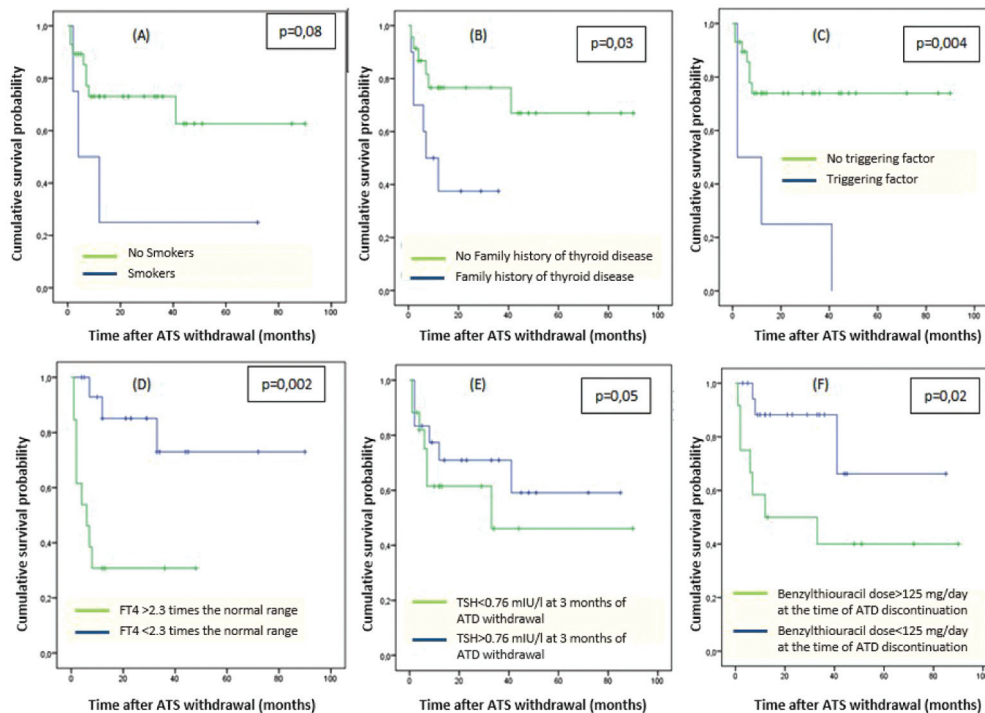 (A)
p=0,08
Cumulative survival probability
1,0
0,8
0,6
0,4
0,2
0,0
No Smokers
Smokers
0 20 40 60 80 100
Time after ATS withdrawal (months)
(B)
p=0,03
Cumulative survival probability
1,0
0,8
0,6
0,4
0,0
No Family history of thyroid disease
Family history of thyroid disease
0 20 40 60 80 100
Time after ATS withdrawal (months)
(C)
p=0,004
Cumulative survival probability
1,0
0,8
0,6
0,4
0,2
0,0
No triggering factor
Triggering factor
0 20 40 60 80 100
Time after ATS withdrawal (months)
(D)
p=0,002
Cumulative survival probability
1,0
0,8
0,6
0,4
0,2
0,0
FT4 >2.3 times the normal range
FT4 <2.3 times the normal range
0 20 40 60 80 100
Time after ATS withdrawal (months)
(E)
p=0,05
Cumulative survival probability
1,0
0,8
0,6
0,4
0,2
0,0
TSH<0.76 mIU/l at 3 months of
ATD withdrawal
TSH>0.76 mIU/l at 3 months of
ATD withdrawal
0 20 40 60 80 100
Time after ATS withdrawal (months)
(F)
p=0,02
Cumulative survival probability
1,0
0,8
0,6
0,4
0,2
0,0
Benzylthiouracil dose>125 mg/day
at the time of ATD discontinuation
Benzylthiouracil dose<125 mg/day
at the time of ATD discontinuation
0 20 40 60 80 100
Time after ATS withdrawal (months)